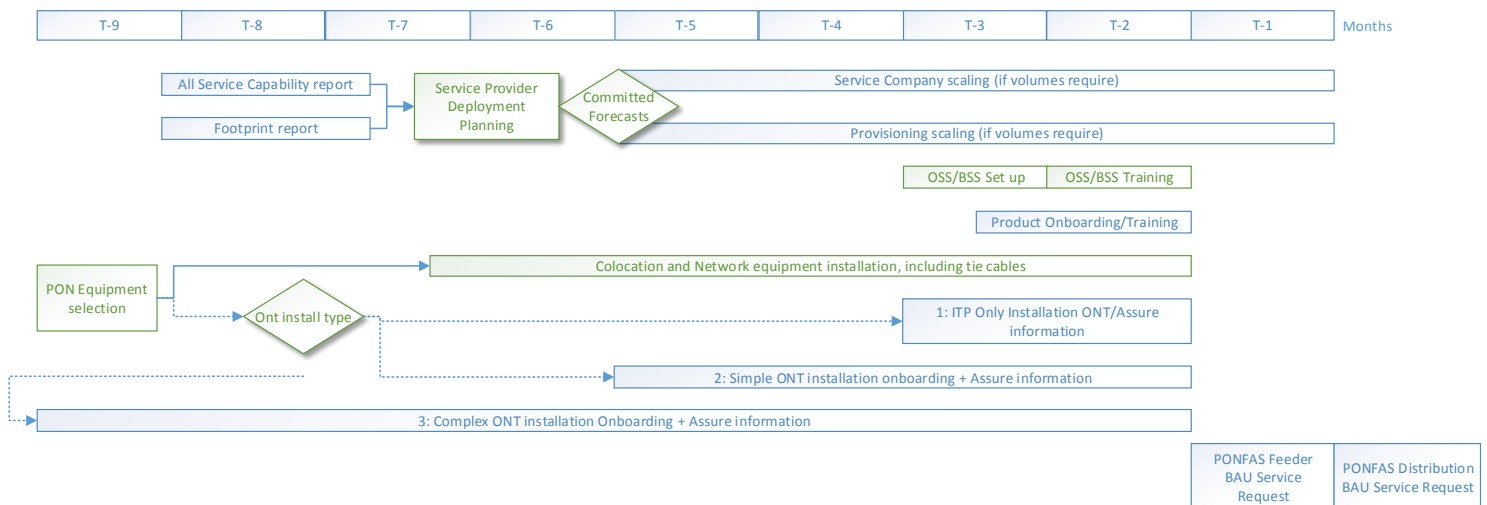 T-9 T-8 T-7 T-6 T-5 T-4 T-3 T-2 T-1 Months
All Service Capability report
Footprint report
Service Provider
Deployment
Planning
Committed
Forecasts
Service Company scaling (if volumes require)
Provisioning scaling (if volumes require)
OSS/BSS Set up
OSS/BSS Training
Product Onboarding/Training
PON Equipment
selection
Colocation and Network equipment installation, including tie cables
Ont install type
1: ITP Only Installation ONT/Assure
information
2: Simple ONT installation onboarding + Assure information
3: Complex ONT installation Onboarding + Assure information
PONFAS Feeder
BAU Service
Request
PONFAS Distribution
BAU Service Request